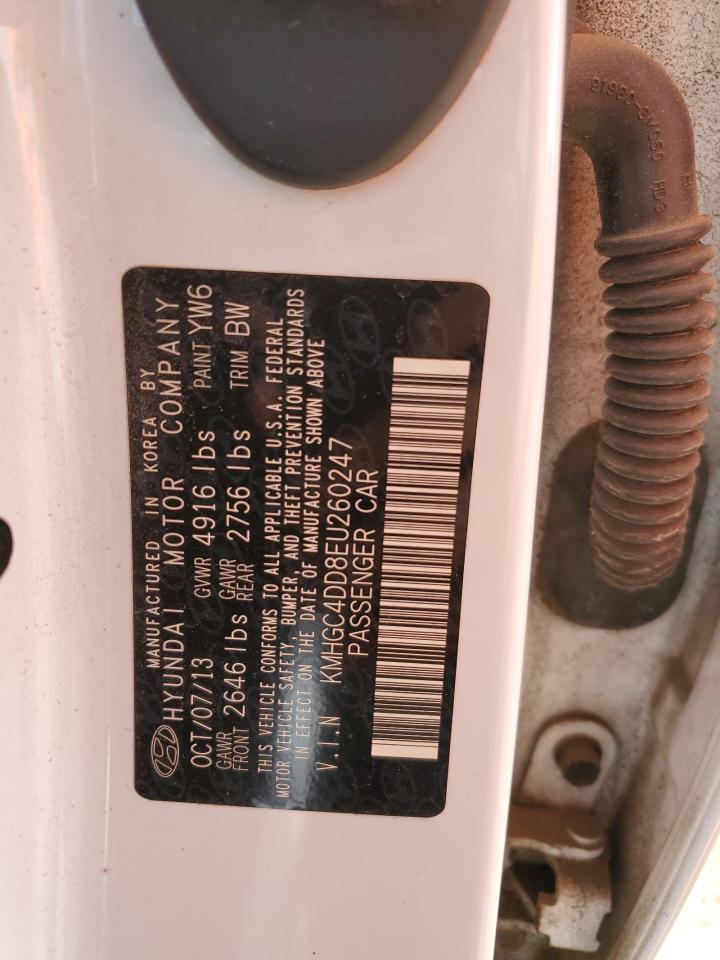 MANUFACTURED IN KOREA BY
HYUNDAI MOTOR COMPANY
OCT/07/13 GVWR 4916 lbs PAINT YW6
GAWR FRONT 2646 lbs GAWR REAR 2756 lbs TRIM BW
THIS VEHICLE CONFORMS TO ALL APPLICABLE U.S.A. FEDERAL
MOTOR VEHICLE SAFETY, BUMPER, AND THEFT PREVENTION STANDARDS
IN EFFECT ON THE DATE OF MANUFACTURE SHOWN ABOVE
V.I.N KMHGC4DD8EU260247
PASSENGER CAR